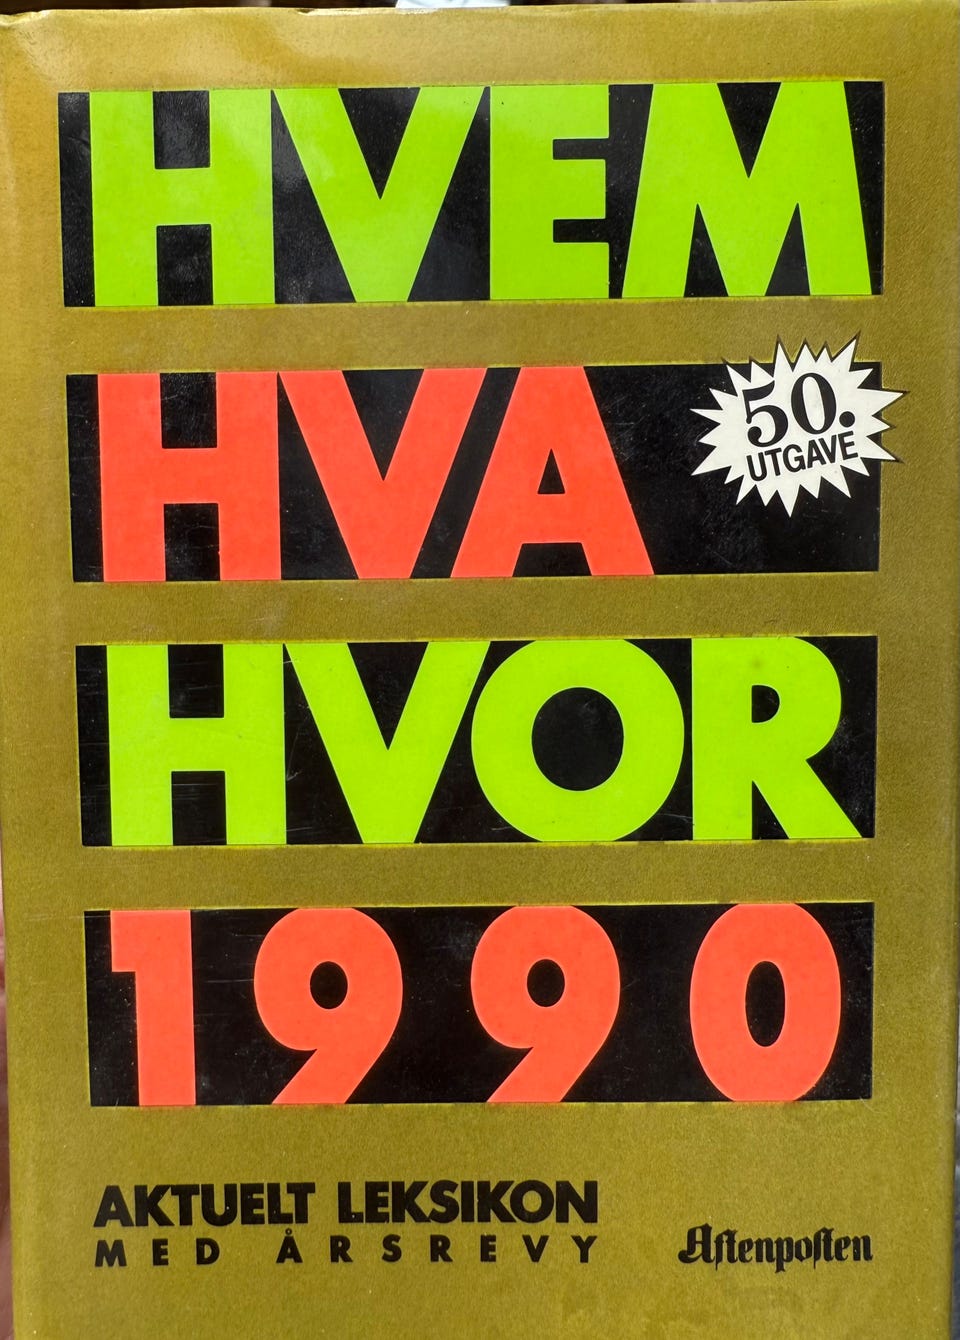 HVEM
HVA
50.
UTGAVE
HVOR
1990
AKTUELT LEKSIKON
MED ÅRSREVY
Aftenposten